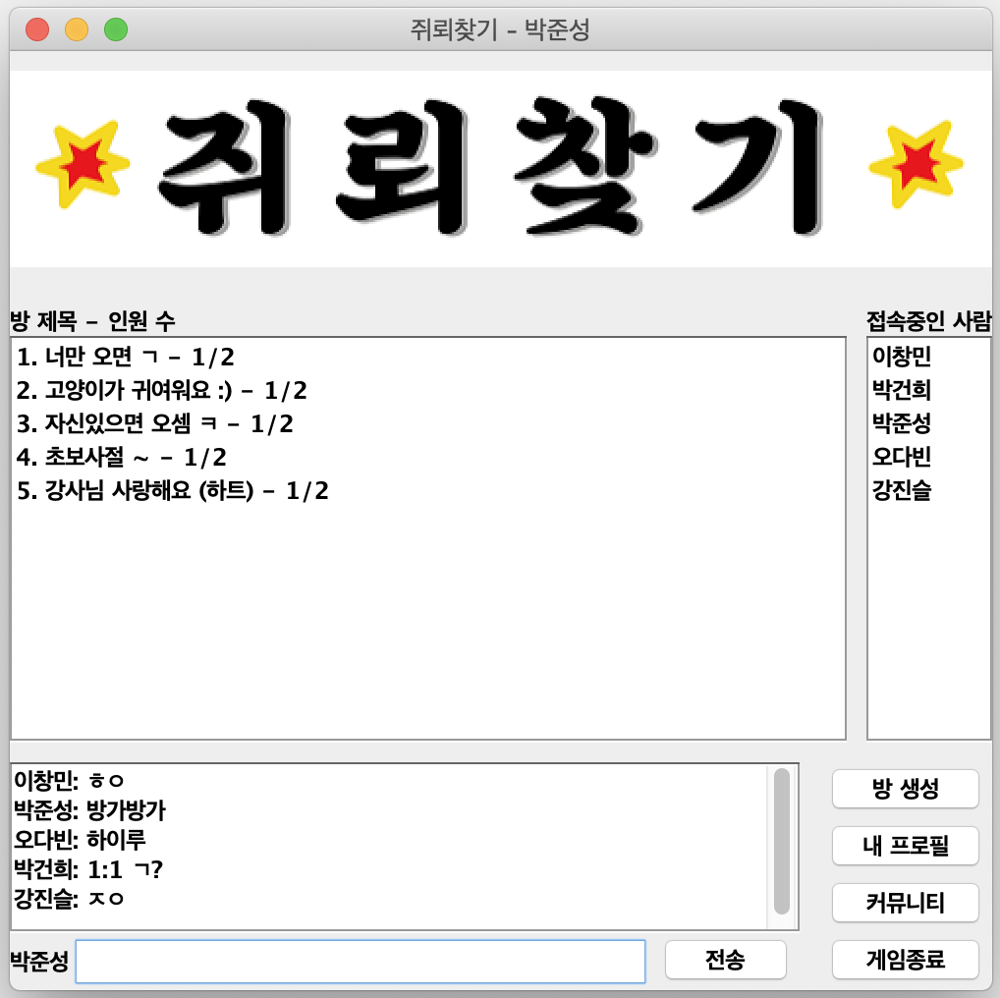 쥐뢰찾기 - 박준성
쥐뢰찾기
방 제목 - 인원 수
1. 너만 오면 ㄱ - 1/2
2. 고양이가 귀여워요 :) - 1/2
3. 자신있으면 오셈 ㅋ - 1/2
4. 초보사절 ~ - 1/2
5. 강사님 사랑해요 (하트) - 1/2
접속중인 사람
이창민
박건희
박준성
오다빈
강진슬
이창민: ㅎㅇ
박준성: 방가방가
오다빈: 하이루
박건희: 1:1 ㄱ?
강진슬: ㅈㅇ
박준성
전송
방 생성
내 프로필
커뮤니티
게임종료